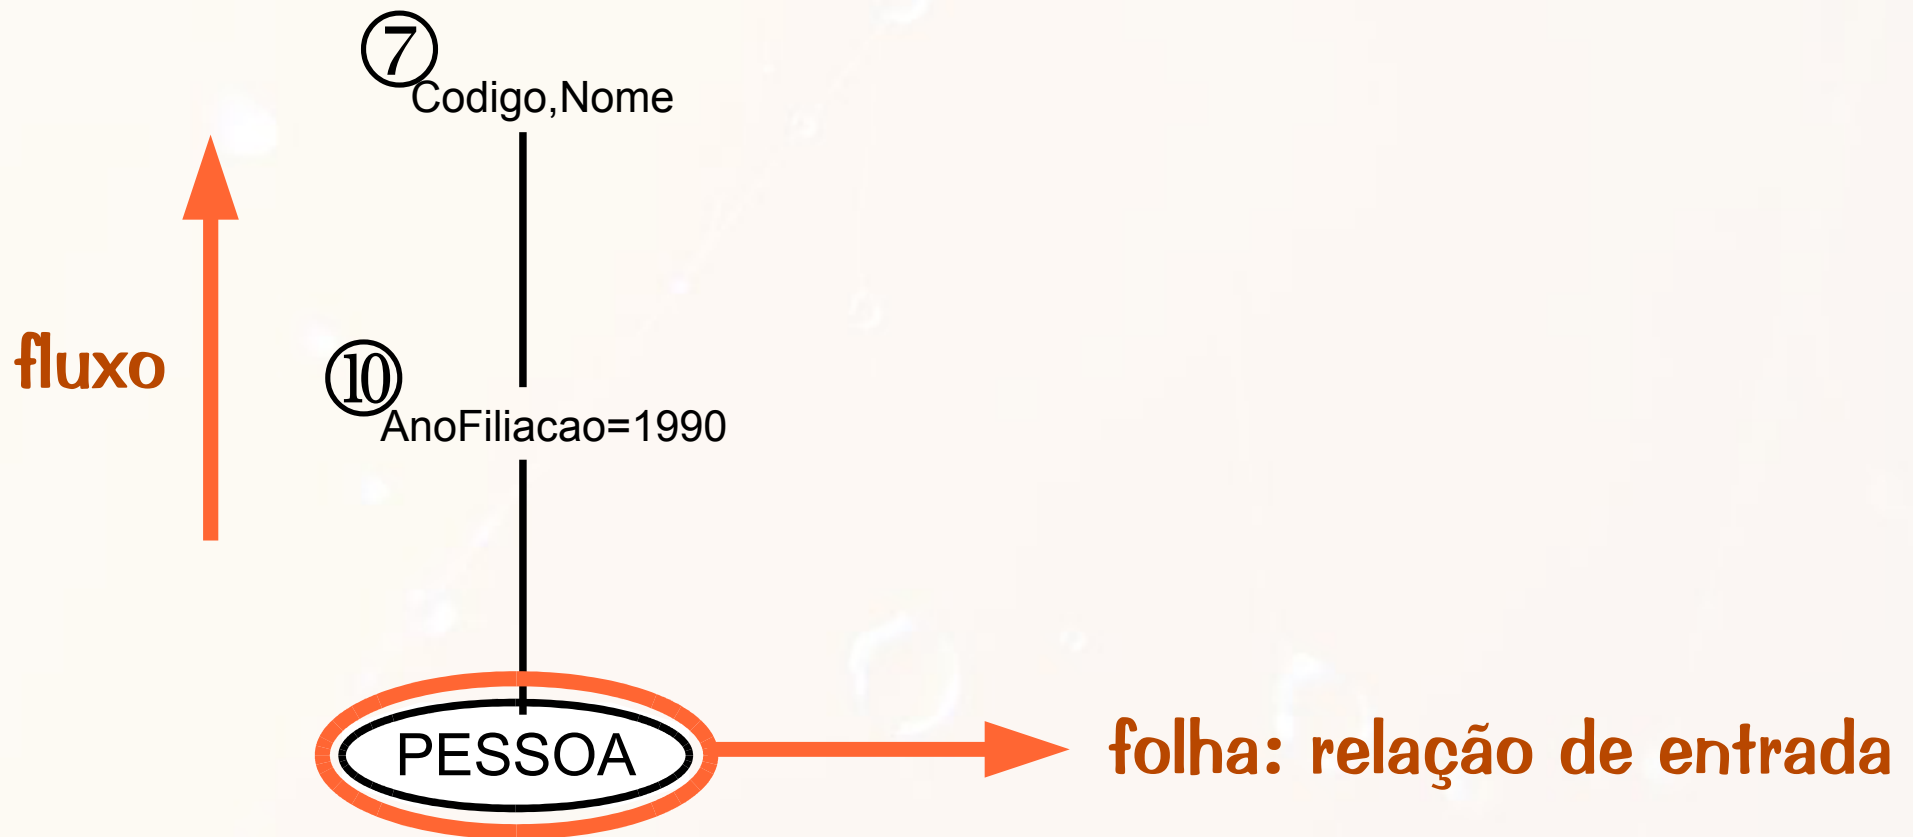 ⑦
Codigo,Nome
fluxo
⑩
AnoFiliacao=1990
PESSOA
folha: relação de entrada